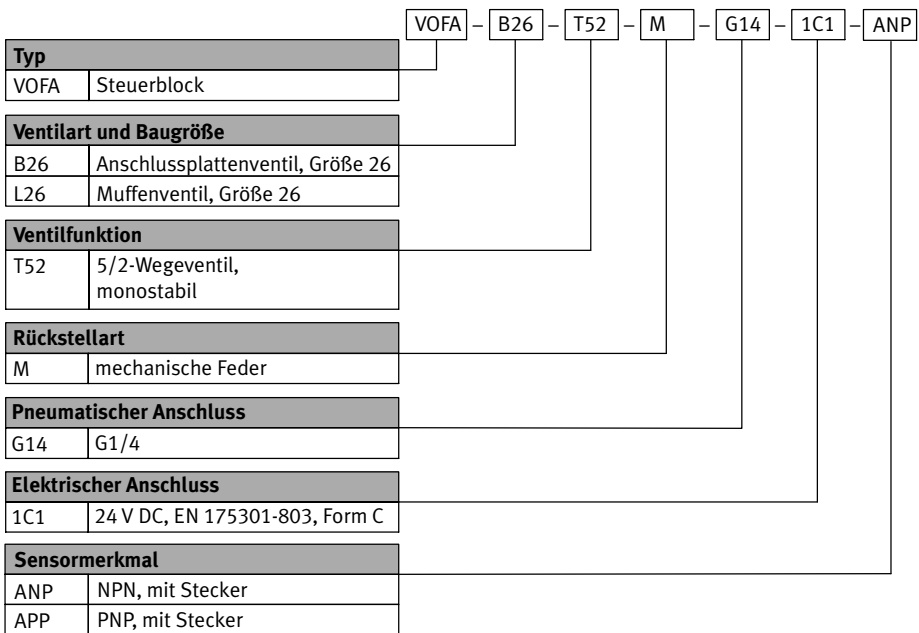 VOFA – B26 – T52 – M – G14 – 1C1 – ANP
Typ
VOFA Steuerblock
Ventilart und Baugröße
B26 Anschlussplattenventil, Größe 26
L26 Muffenventil, Größe 26
Ventilfunktion
T52 5/2-Wegeventil,
monostabil
Rückstellart
M mechanische Feder
Pneumatischer Anschluss
G14 G1/4
Elektrischer Anschluss
1C1 24 V DC, EN 175301-803, Form C
Sensormerkmal
ANP NPN, mit Stecker
APP PNP, mit Stecker